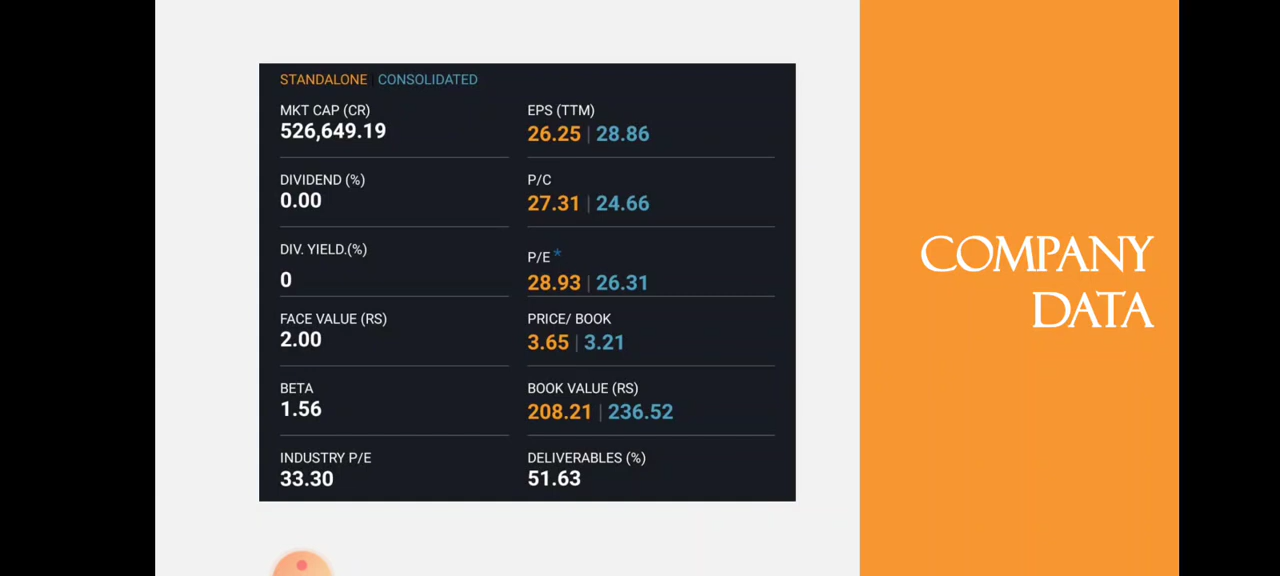 STANDALONE | CONSOLIDATED
MKT CAP (CR)
526,649.19
EPS (TTM)
26.25 | 28.86
DIVIDEND (%)
0.00
P/C
27.31 | 24.66
DIV. YIELD.(%)
0
P/E *
28.93 | 26.31
FACE VALUE (RS)
2.00
PRICE/ BOOK
3.65 | 3.21
BETA
1.56
BOOK VALUE (RS)
208.21 | 236.52
INDUSTRY P/E
33.30
DELIVERABLES (%)
51.63
COMPANY
DATA